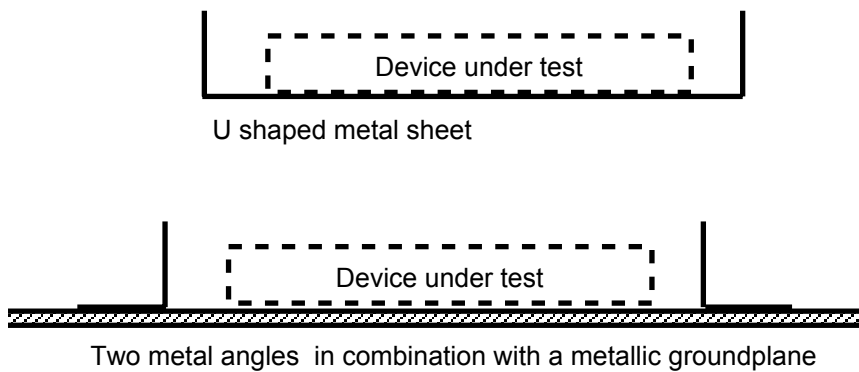 Device under test
U shaped metal sheet
Device under test
Two metal angles in combination with a metallic groundplane